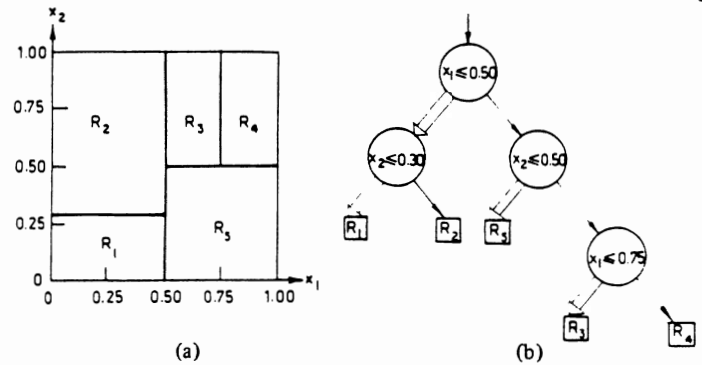 x₂
1.00
0.75
0.50
0.25
0
R₂
R₃
R₄
R₁
R₅
0
0.25
0.50
0.75
1.00
x₁
(a)
x₁≤0.50
x₂≤0.30
x₂≤0.50
R₁
R₂
R₅
x₁≤0.75
R₃
R₄
(b)